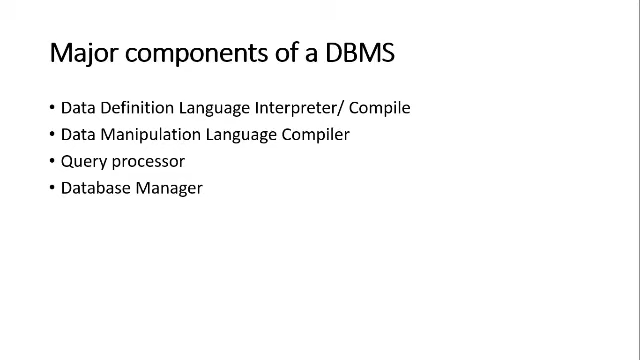 Major components of a DBMS
• Data Definition Language Interpreter/ Compile
• Data Manipulation Language Compiler
• Query processor
• Database Manager